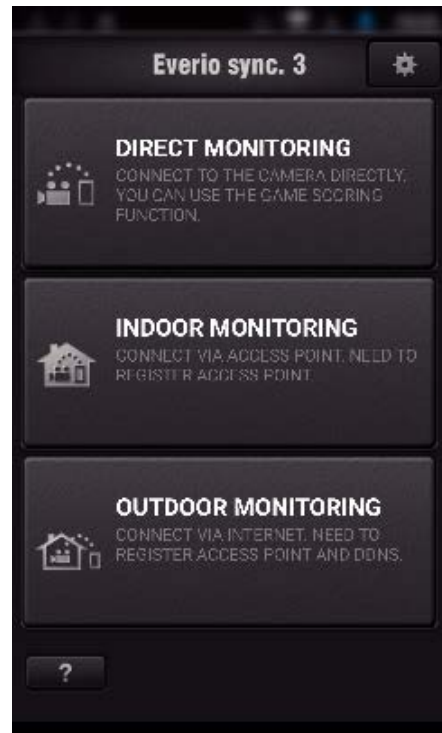 Everio sync. 3
DIRECT MONITORING
CONNECT TO THE CAMERA DIRECTLY.
YOU CAN USE THE GAME SCORING
FUNCTION.
INDOOR MONITORING
CONNECT VIA ACCESS POINT. NEED TO
REGISTER ACCESS POINT.
OUTDOOR MONITORING
CONNECT VIA INTERNET. NEED TO
REGISTER ACCESS POINT AND DDNS.
?